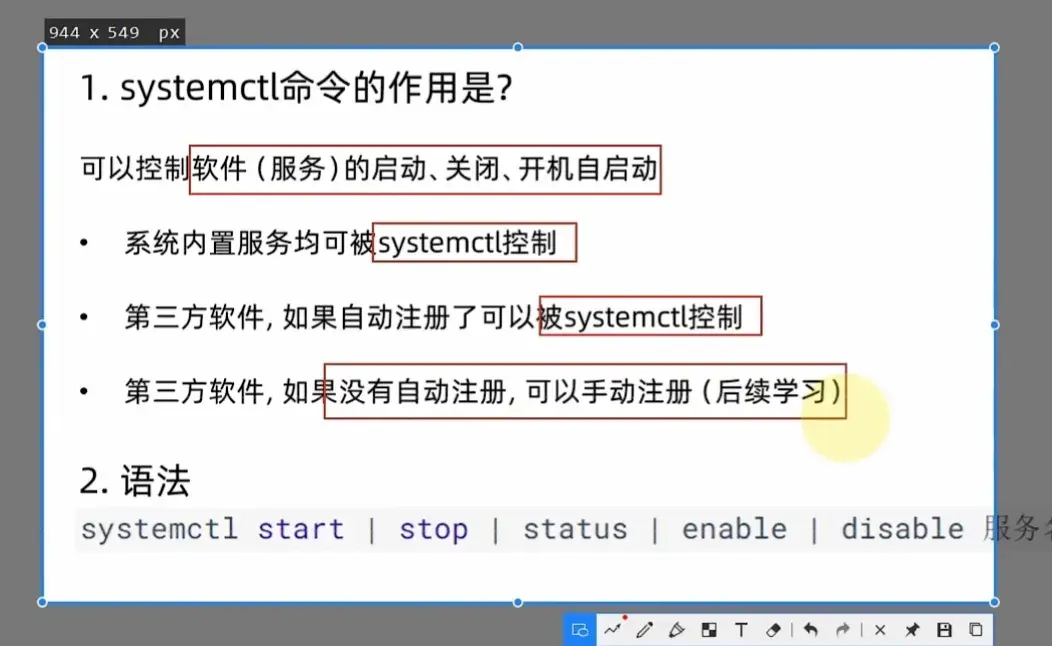 944 x 549 px
1. systemctl命令的作用是?
可以控制软件（服务）的启动、关闭、开机自启动
• 系统内置服务均可被systemctl控制
• 第三方软件, 如果自动注册了可以被systemctl控制
• 第三方软件, 如果没有自动注册, 可以手动注册（后续学习）
2. 语法
systemctl start | stop | status | enable | disable 服务名
T